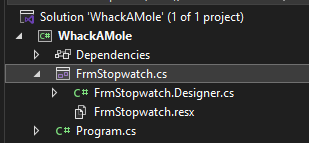 Solution 'WhackAMole' (1 of 1 project)
WhackAMole
Dependencies
FrmStopwatch.cs
FrmStopwatch.Designer.cs
FrmStopwatch.resx
Program.cs